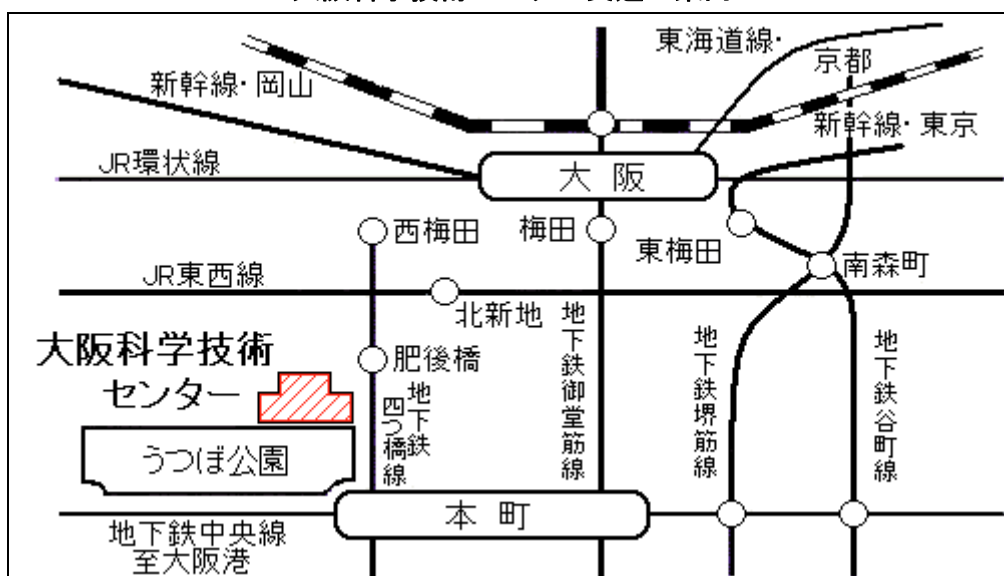 東海道線・
京都
新幹線・岡山
新幹線・東京
JR環状線
大阪
西梅田
梅田
東梅田
南森町
JR東西線
北新地
大阪科学技術
センター
肥後橋
地下鉄
四つ橋線
地下鉄御堂筋線
地下鉄堺筋線
地下鉄谷町線
うつぼ公園
本町
地下鉄中央線
至大阪港